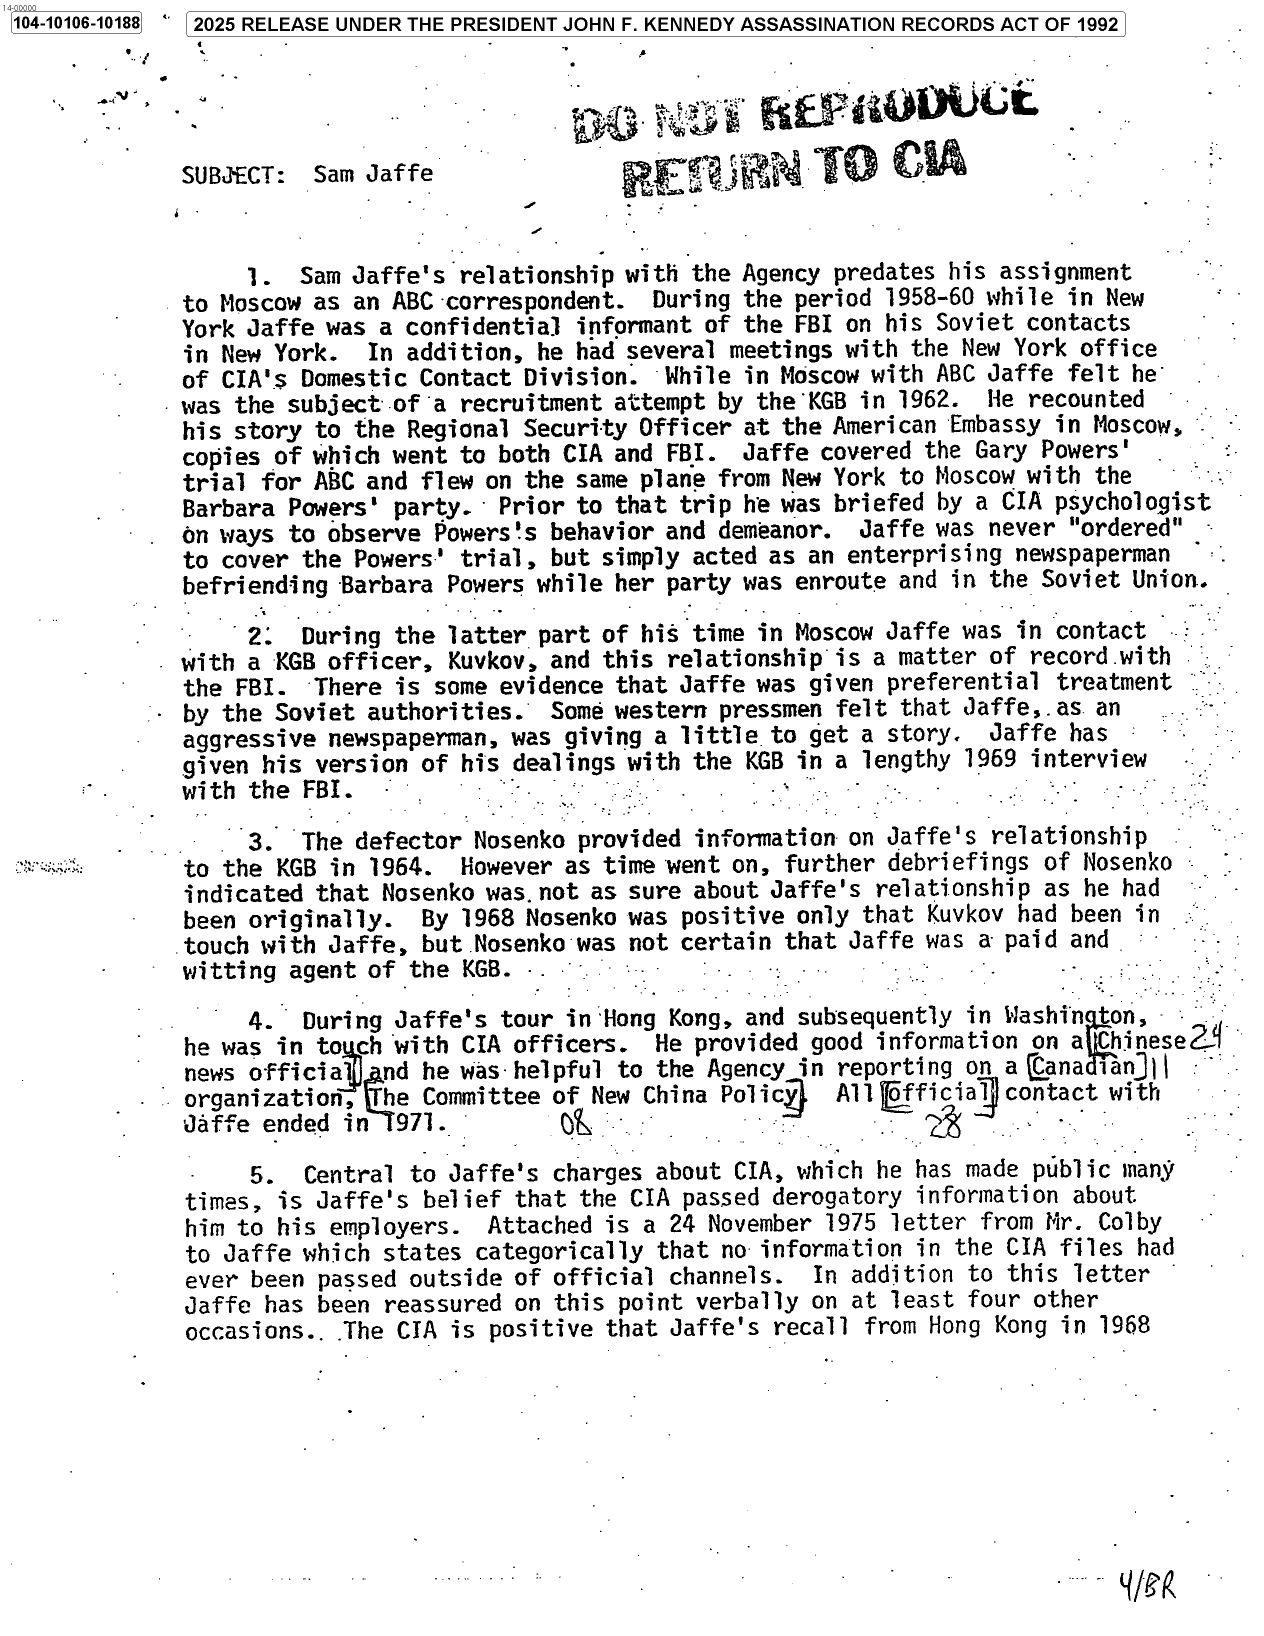 14-00000
104-10106-10188
2025 RELEASE UNDER THE PRESIDENT JOHN F. KENNEDY ASSASSINATION RECORDS ACT OF 1992
DO NOT REPRODUCE
RETURN TO CIA
SUBJECT: Sam Jaffe
1. Sam Jaffe's relationship with the Agency predates his assignment
to Moscow as an ABC correspondent. During the period 1958-60 while in New
York Jaffe was a confidential informant of the FBI on his Soviet contacts
in New York. In addition, he had several meetings with the New York office
of CIA's Domestic Contact Division. While in Moscow with ABC Jaffe felt he
was the subject of a recruitment attempt by the KGB in 1962. He recounted
his story to the Regional Security Officer at the American Embassy in Moscow,
copies of which went to both CIA and FBI. Jaffe covered the Gary Powers'
trial for ABC and flew on the same plane from New York to Moscow with the
Barbara Powers' party. Prior to that trip he was briefed by a CIA psychologist
on ways to observe Powers's behavior and demeanor. Jaffe was never "ordered"
to cover the Powers' trial, but simply acted as an enterprising newspaperman
befriending Barbara Powers while her party was enroute and in the Soviet Union.
2. During the latter part of his time in Moscow Jaffe was in contact
with a KGB officer, Kuvkov, and this relationship is a matter of record with
the FBI. There is some evidence that Jaffe was given preferential treatment
by the Soviet authorities. Some western pressmen felt that Jaffe, as an
aggressive newspaperman, was giving a little to get a story. Jaffe has
given his version of his dealings with the KGB in a lengthy 1969 interview
with the FBI.
3. The defector Nosenko provided information on Jaffe's relationship
to the KGB in 1964. However as time went on, further debriefings of Nosenko
indicated that Nosenko was not as sure about Jaffe's relationship as he had
been originally. By 1968 Nosenko was positive only that Kuvkov had been in
touch with Jaffe, but Nosenko was not certain that Jaffe was a paid and
witting agent of the KGB.
4. During Jaffe's tour in Hong Kong, and subsequently in Washington,
he was in touch with CIA officers. He provided good information on a [Chinese 24
news official] and he was helpful to the Agency in reporting on a [Canadian] 11
organization, [The Committee of New China Policy]. All [official] contact with
Jaffe ended in 1971. 08 28
5. Central to Jaffe's charges about CIA, which he has made public many
times, is Jaffe's belief that the CIA passed derogatory information about
him to his employers. Attached is a 24 November 1975 letter from Mr. Colby
to Jaffe which states categorically that no information in the CIA files had
ever been passed outside of official channels. In addition to this letter
Jaffe has been reassured on this point verbally on at least four other
occasions. The CIA is positive that Jaffe's recall from Hong Kong in 1968
4/BR